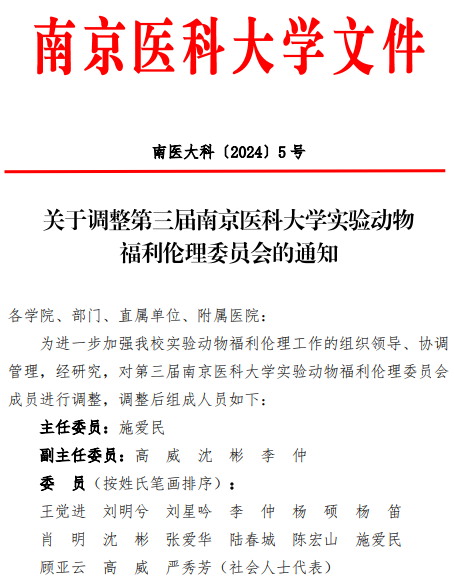 南京医科大学文件
南医大科〔2024〕5号
关于调整第三届南京医科大学实验动物
福利伦理委员会的通知
各学院、部门、直属单位、附属医院：
为进一步加强我校实验动物福利伦理工作的组织领导、协调
管理，经研究，对第三届南京医科大学实验动物福利伦理委员会
成员进行调整，调整后组成人员如下：
主任委员：施爱民
副主任委员：高　威　沈　彬　李　仲
委　员（按姓氏笔画排序）：
王觉进　刘明兮　刘星吟　李　仲　杨　硕　杨　笛
肖　明　沈　彬　张爱华　陆春城　陈宏山　施爱民
顾亚云　高　威　严秀芳（社会人士代表）